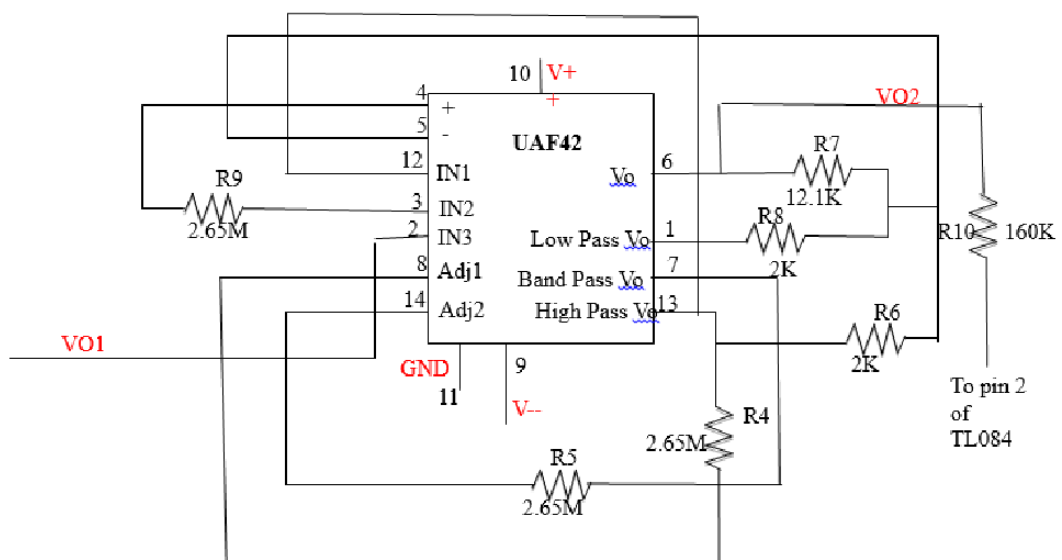 10 V+
4
+ +
VO2
5
-
UAF42
R7
12
IN1
6
Vo
R9
12.1K
3
IN2
R8
2.65M
2
IN3
Low Pass Vo
1
R10
160K
8
Adj1
Band Pass Vo
7
2K
14
Adj2
High Pass Vo
13
R6
VO1
GND
9
2K
11
V--
To pin 2
of
TL084
R4
2.65M
R5
2.65M